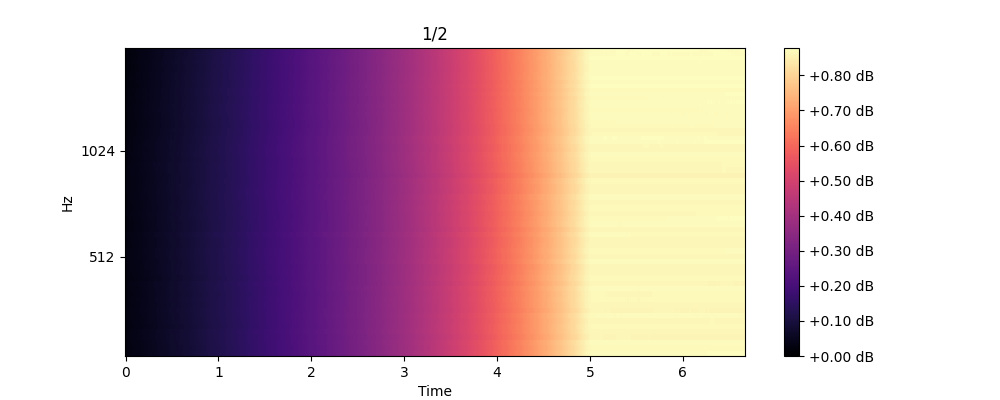 1/2
Hz
1024
512
0 1 2 3 4 5 6
Time
+0.80 dB
+0.70 dB
+0.60 dB
+0.50 dB
+0.40 dB
+0.30 dB
+0.20 dB
+0.10 dB
+0.00 dB